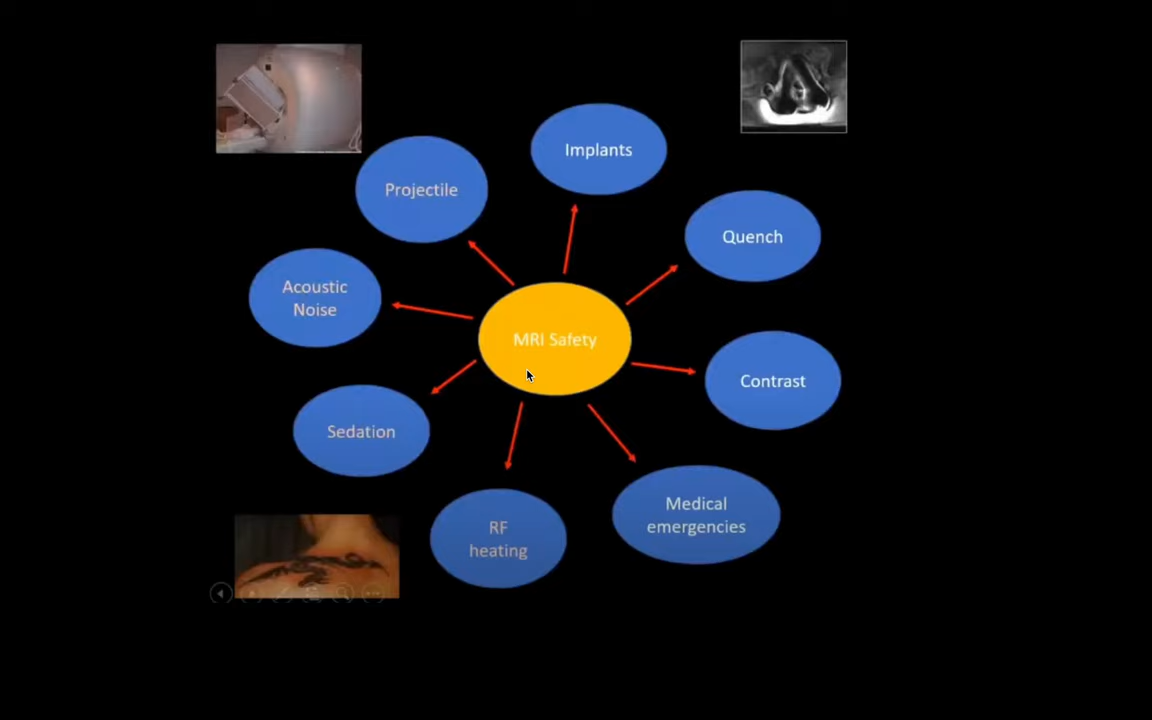 Implants
Projectile
Quench
Acoustic
Noise
MRI Safety
Contrast
Sedation
Medical
emergencies
RF
heating